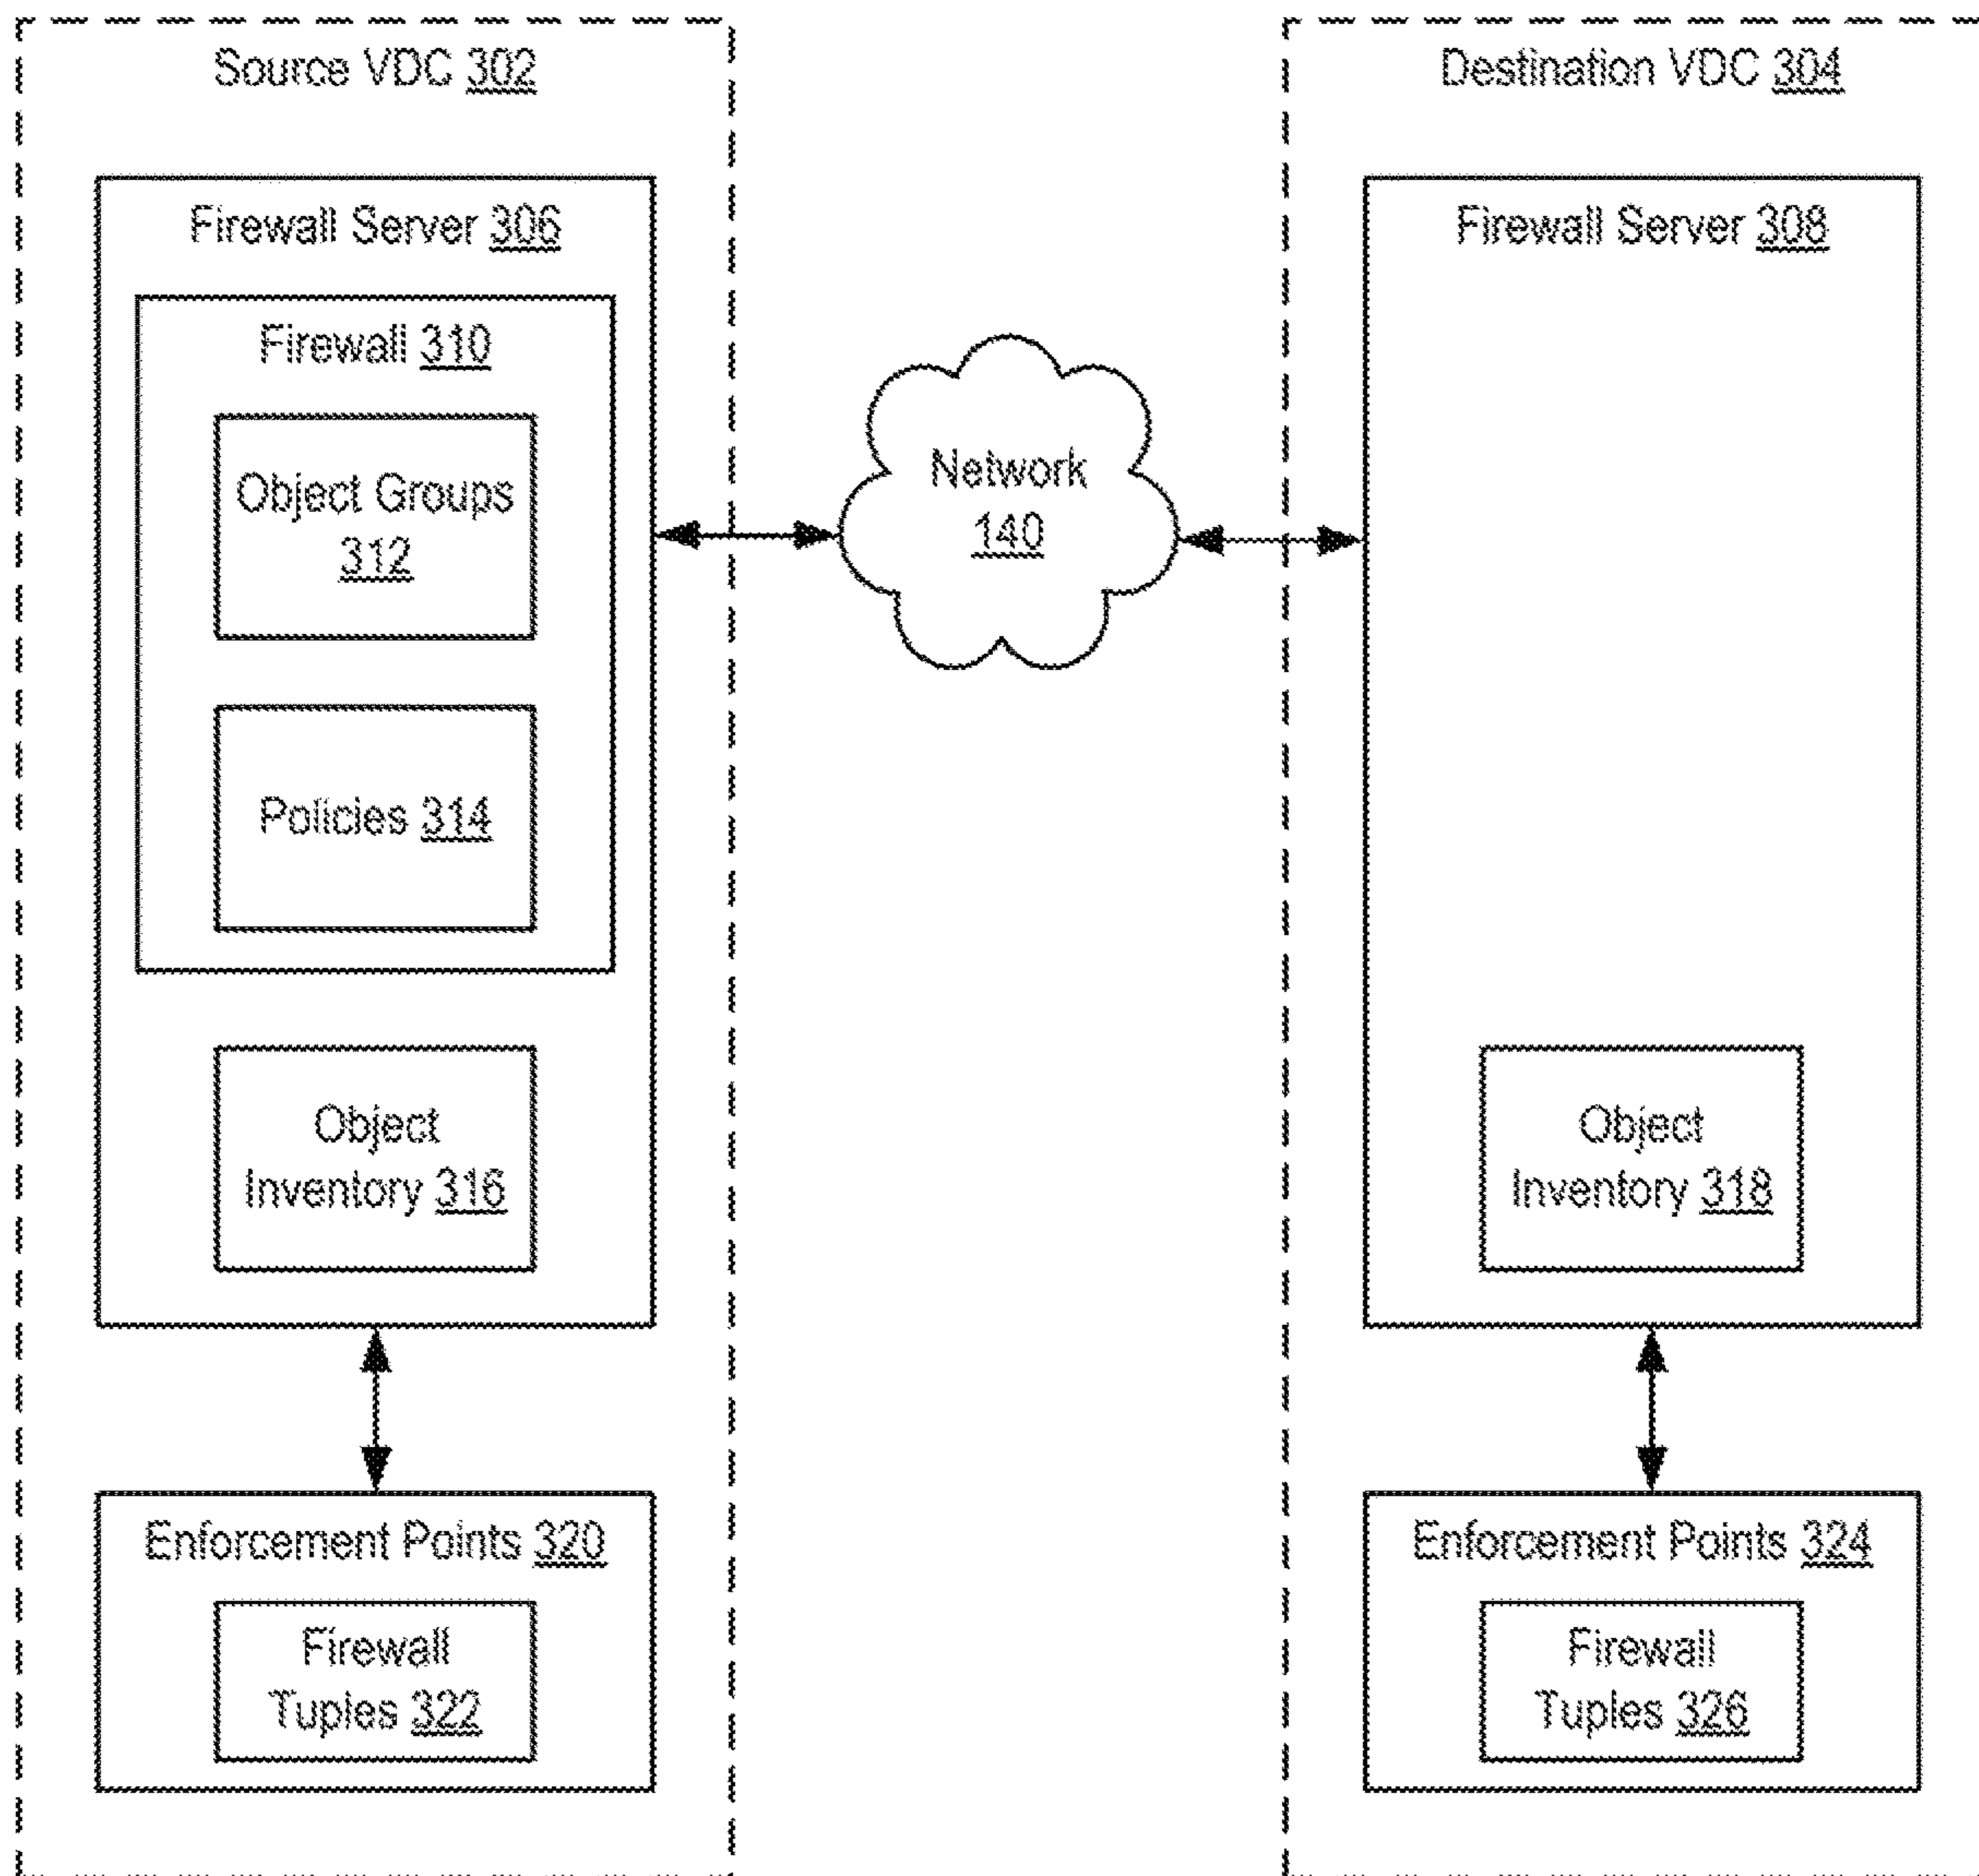 Source VDC 302
Firewall Server 306
Firewall 310
Object Groups
312
Policies 314
Object
Inventory 316
Enforcement Points 320
Firewall
Tuples 322
Network
140
Destination VDC 304
Firewall Server 308
Object
Inventory 318
Enforcement Points 324
Firewall
Tuples 326